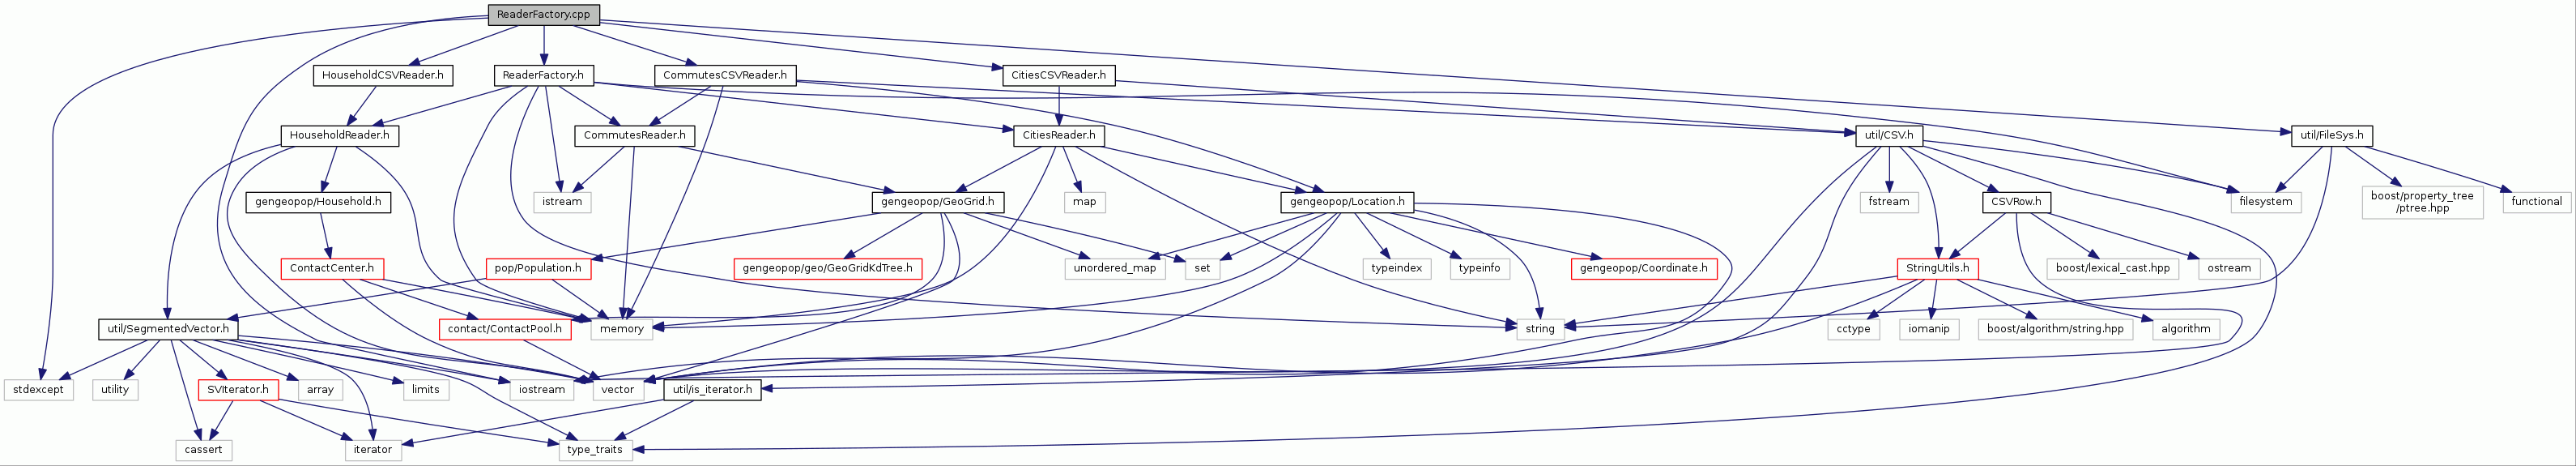 ReaderFactory.cpp
HouseholdCSVReader.h
ReaderFactory.h
CommutesCSVReader.h
CitiesCSVReader.h
HouseholdReader.h
CommutesReader.h
CitiesReader.h
util/CSV.h
util/FileSys.h
gengeopop/Household.h
istream
gengeopop/GeoGrid.h
map
gengeopop/Location.h
fstream
CSVRow.h
filesystem
boost/property_tree
/ptree.hpp
functional
ContactCenter.h
pop/Population.h
gengeopop/geo/GeoGridKdTree.h
unordered_map
set
typeindex
typeinfo
gengeopop/Coordinate.h
StringUtils.h
boost/lexical_cast.hpp
ostream
util/SegmentedVector.h
contact/ContactPool.h
memory
string
cctype
iomanip
boost/algorithm/string.hpp
algorithm
stdexcept
utility
SVIterator.h
array
limits
iostream
vector
util/is_iterator.h
cassert
iterator
type_traits